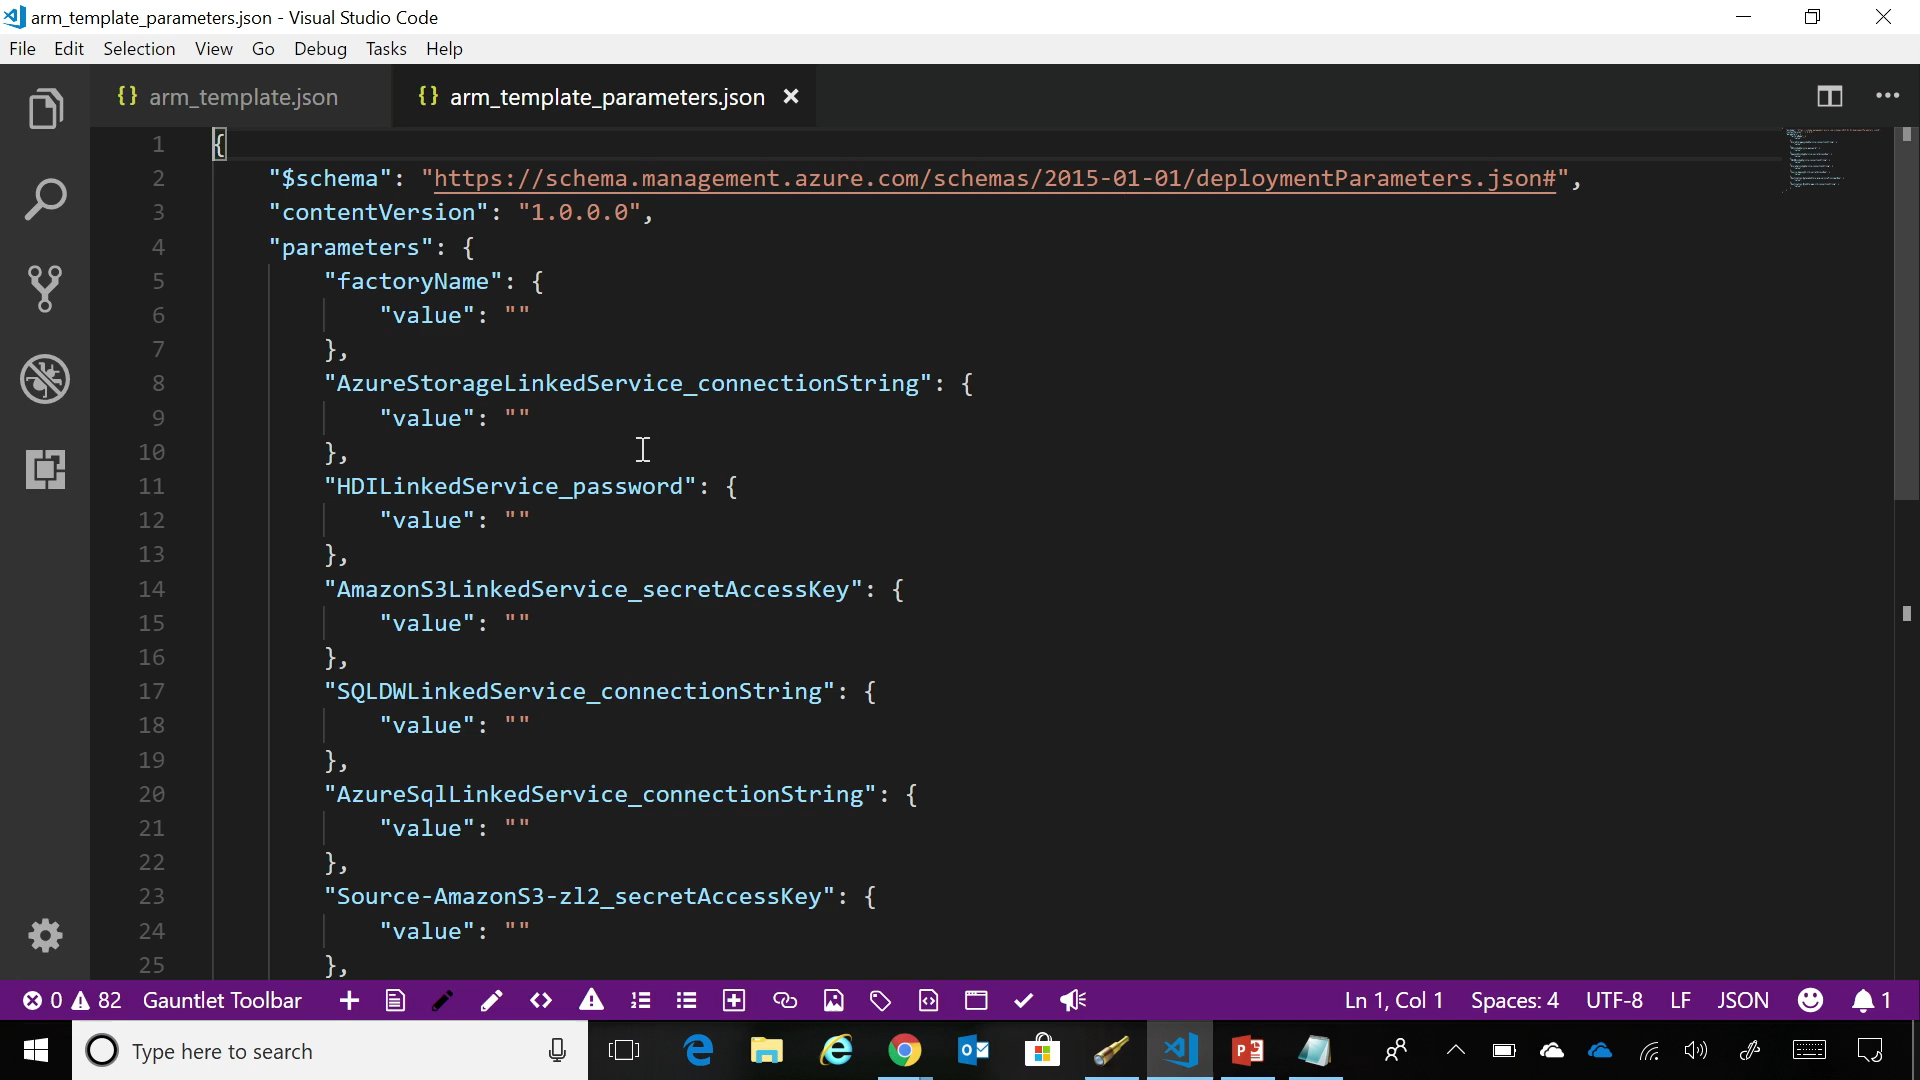 arm_template_parameters.json - Visual Studio Code
File Edit Selection View Go Debug Tasks Help
{} arm_template.json {} arm_template_parameters.json
1 {
2 "$schema": "https://schema.management.azure.com/schemas/2015-01-01/deploymentParameters.json#",
3 "contentVersion": "1.0.0.0",
4 "parameters": {
5 "factoryName": {
6 "value": ""
7 },
8 "AzureStorageLinkedService_connectionString": {
9 "value": ""
10 },
11 "HDILinkedService_password": {
12 "value": ""
13 },
14 "AmazonS3LinkedService_secretAccessKey": {
15 "value": ""
16 },
17 "SQLDWLinkedService_connectionString": {
18 "value": ""
19 },
20 "AzureSqlLinkedService_connectionString": {
21 "value": ""
22 },
23 "Source-AmazonS3-zl2_secretAccessKey": {
24 "value": ""
25 },
0 82 Gauntlet Toolbar Ln 1, Col 1 Spaces: 4 UTF-8 LF JSON 1
Type here to search